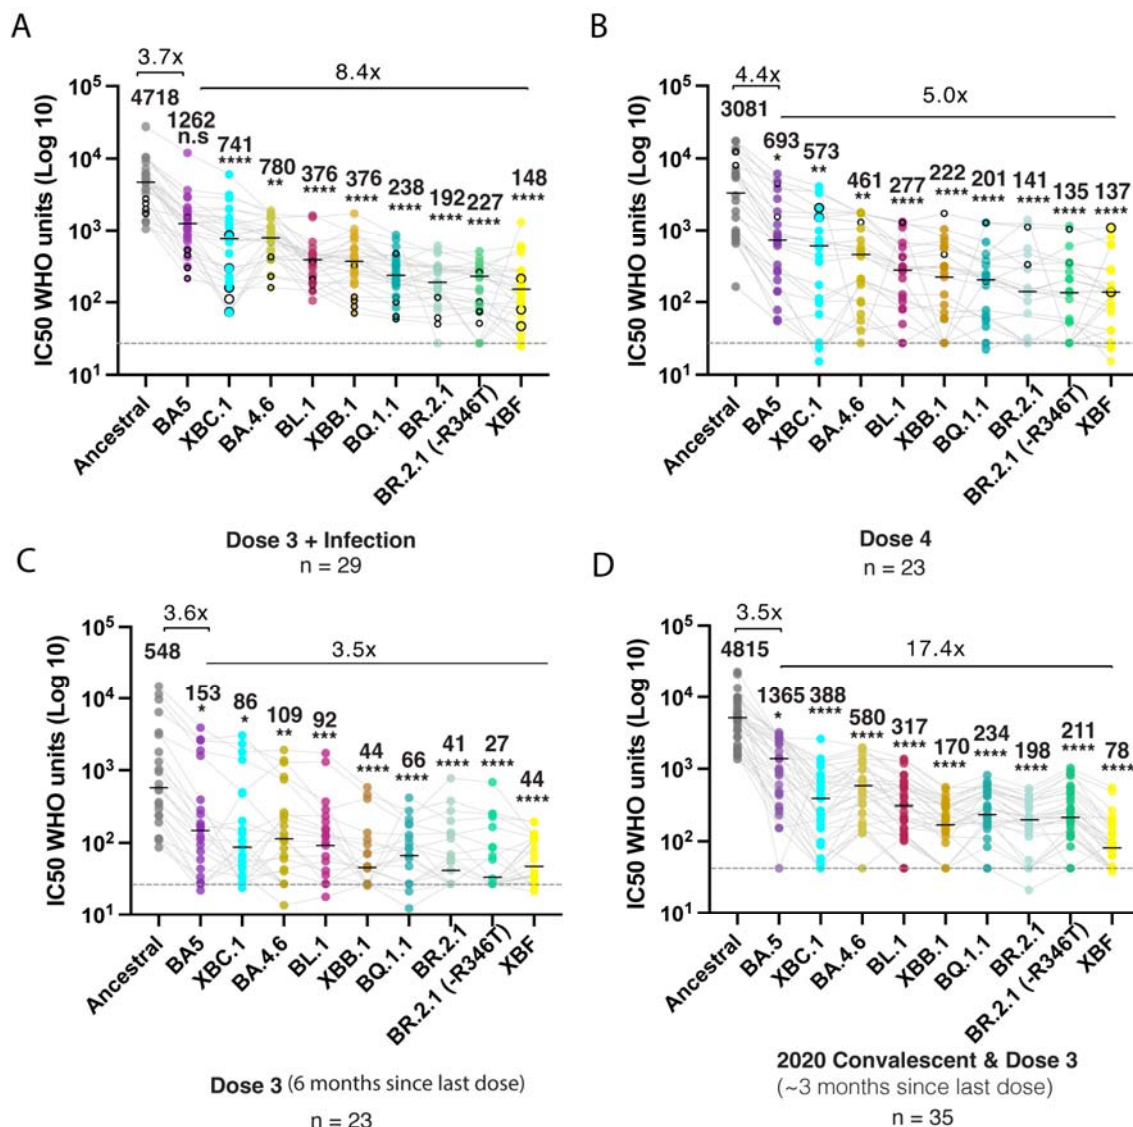 A
3.7x
8.4x
IC50 WHO units (Log 10)
10^5
10^4
10^3
10^2
10^1
4718
1262
n.s
741
****
780
**
376
****
376
****
238
****
192
****
227
****
148
****
Ancestral
BA5
XBC.1
BA.4.6
BL.1
XBB.1
BQ.1.1
BR.2.1
BR.2.1 (-R346T)
XBF
Dose 3 + Infection
n = 29
B
4.4x
5.0x
IC50 WHO units (Log 10)
10^5
10^4
10^3
10^2
10^1
3081
693
*
573
**
461
**
277
****
222
****
201
****
141
****
135
****
137
****
Ancestral
BA5
XBC.1
BA.4.6
BL.1
XBB.1
BQ.1.1
BR.2.1
BR.2.1 (-R346T)
XBF
Dose 4
n = 23
C
3.6x
3.5x
IC50 WHO units (Log 10)
10^5
10^4
10^3
10^2
10^1
548
153
*
86
*
109
**
92
***
44
****
66
****
41
****
27
****
44
****
Ancestral
BA5
XBC.1
BA.4.6
BL.1
XBB.1
BQ.1.1
BR.2.1
BR.2.1 (-R346T)
XBF
Dose 3 (6 months since last dose)
n = 23
D
3.5x
17.4x
IC50 WHO units (Log 10)
10^5
10^4
10^3
10^2
10^1
4815
1365
*
388
****
580
****
317
****
170
****
234
****
198
****
211
****
78
****
Ancestral
BA.5
XBC.1
BA.4.6
BL.1
XBB.1
BQ.1.1
BR.2.1
BR.2.1 (-R346T)
XBF
2020 Convalescent & Dose 3
(~3 months since last dose)
n = 35